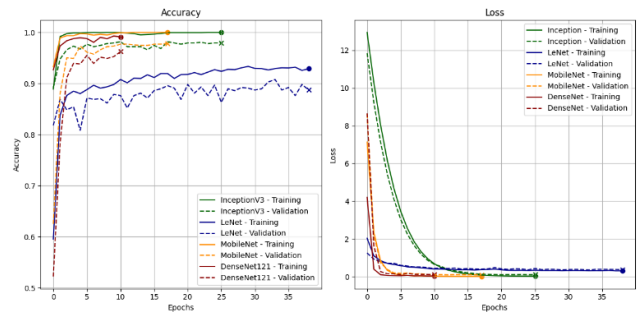 Accuracy
1.0
0.9
0.8
0.7
0.6
0.5
Accuracy
0
5
10
15
20
25
30
35
Epochs
InceptionV3 - Training
InceptionV3 - Validation
LeNet - Training
LeNet - Validation
MobileNet - Training
MobileNet - Validation
DenseNet121 - Training
DenseNet121 - Validation
Loss
12
10
8
6
4
2
0
Loss
0
5
10
15
20
25
30
35
Epochs
Inception - Training
Inception - Validation
LeNet - Training
LeNet - Validation
MobileNet - Training
MobileNet - Validation
DenseNet - Training
DenseNet - Validation